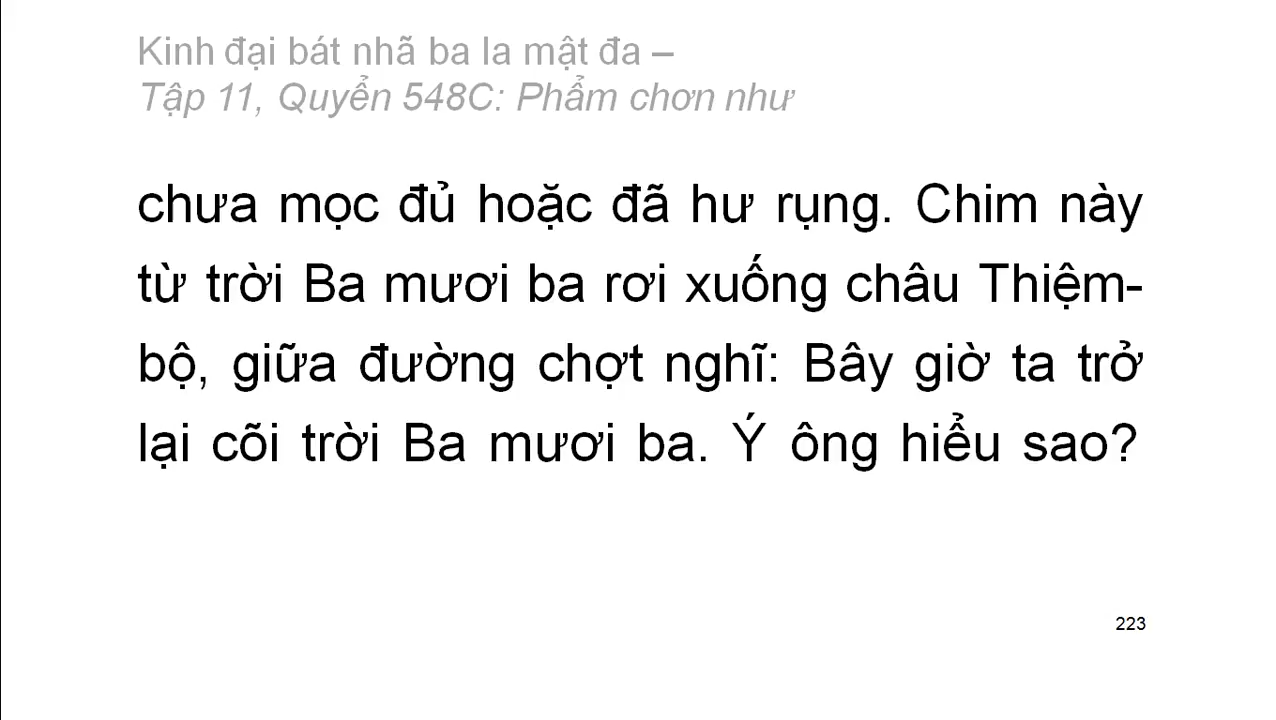 Kinh đại bát nhã ba la mật đa –
Tập 11, Quyển 548C: Phẩm chơn như
chưa mọc đủ hoặc đã hư rụng. Chim này
từ trời Ba mươi ba rơi xuống châu Thiệm-
bộ, giữa đường chợt nghĩ: Bây giờ ta trở
lại cõi trời Ba mươi ba. Ý ông hiểu sao?
223